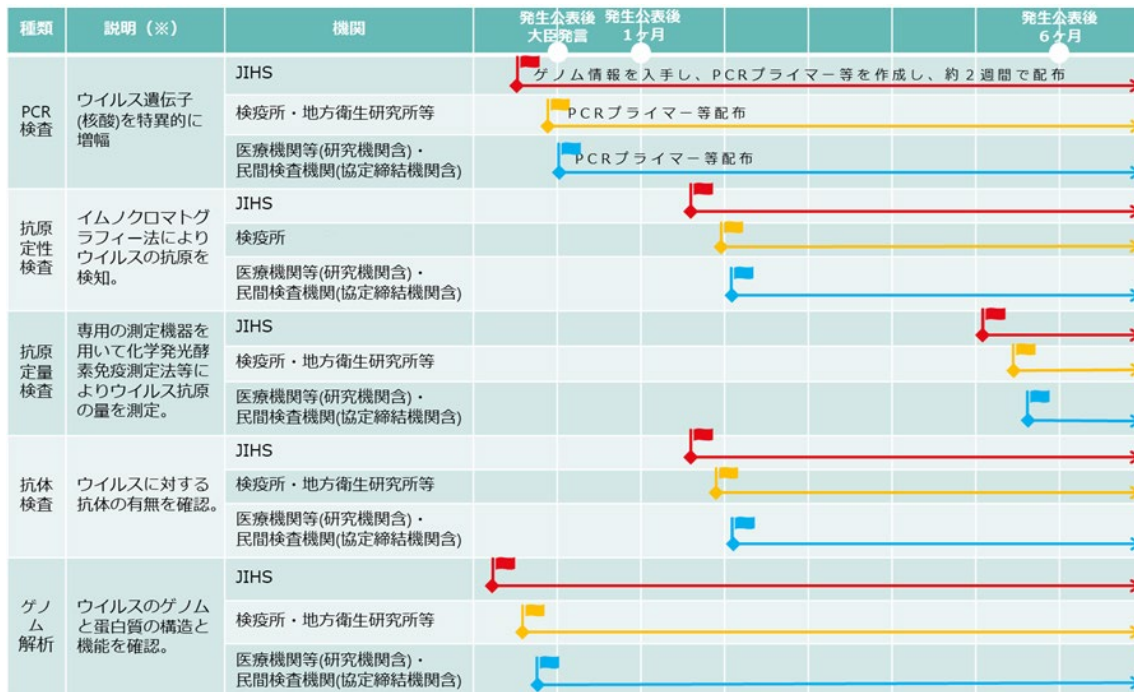 種類
説明（※）
機関
発生公表後
大臣発言
発生公表後
1ヶ月
発生公表後
6ヶ月
PCR
検査
ウイルス遺伝子
(核酸)を特異的に
増幅
JIHS
ゲノム情報を入手し、PCRプライマー等を作成し、約２週間で配布
検疫所・地方衛生研究所等
PCRプライマー等配布
医療機関等(研究機関含)・
民間検査機関(協定締結機関含)
PCRプライマー等配布
抗原
定性
検査
イムノクロマトグ
ラフィー法により
ウイルスの抗原を
検知。
JIHS
検疫所
医療機関等(研究機関含)・
民間検査機関(協定締結機関含)
抗原
定量
検査
専用の測定機器を
用いて化学発光酵
素免疫測定法等に
よりウイルス抗原
の量を測定。
JIHS
検疫所・地方衛生研究所等
医療機関等(研究機関含)・
民間検査機関(協定締結機関含)
抗体
検査
ウイルスに対する
抗体の有無を確認。
JIHS
検疫所・地方衛生研究所等
医療機関等(研究機関含)・
民間検査機関(協定締結機関含)
ゲノ
ム
解析
ウイルスのゲノム
と蛋白質の構造と
機能を確認。
JIHS
検疫所・地方衛生研究所等
医療機関等(研究機関含)・
民間検査機関(協定締結機関含)